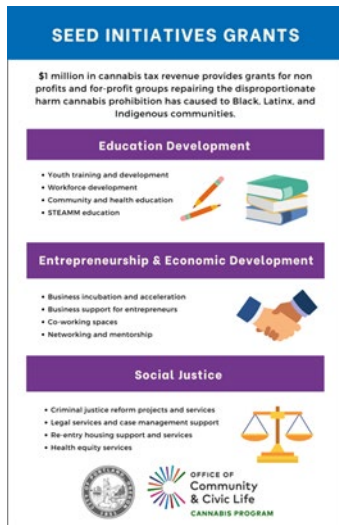 SEED INITIATIVES GRANTS
$1 million in cannabis tax revenue provides grants for non
profits and for-profit groups repairing the disproportionate
harm cannabis prohibition has caused to Black, Latinx, and
Indigenous communities.
Education Development
• Youth training and development
• Workforce development
• Community and health education
• STEAMM education
Entrepreneurship & Economic Development
• Business incubation and acceleration
• Business support for entrepreneurs
• Co-working spaces
• Networking and mentorship
Social Justice
• Criminal justice reform projects and services
• Legal services and case management support
• Re-entry housing support and services
• Health equity services
OFFICE OF
Community
& Civic Life
CANNABIS PROGRAM